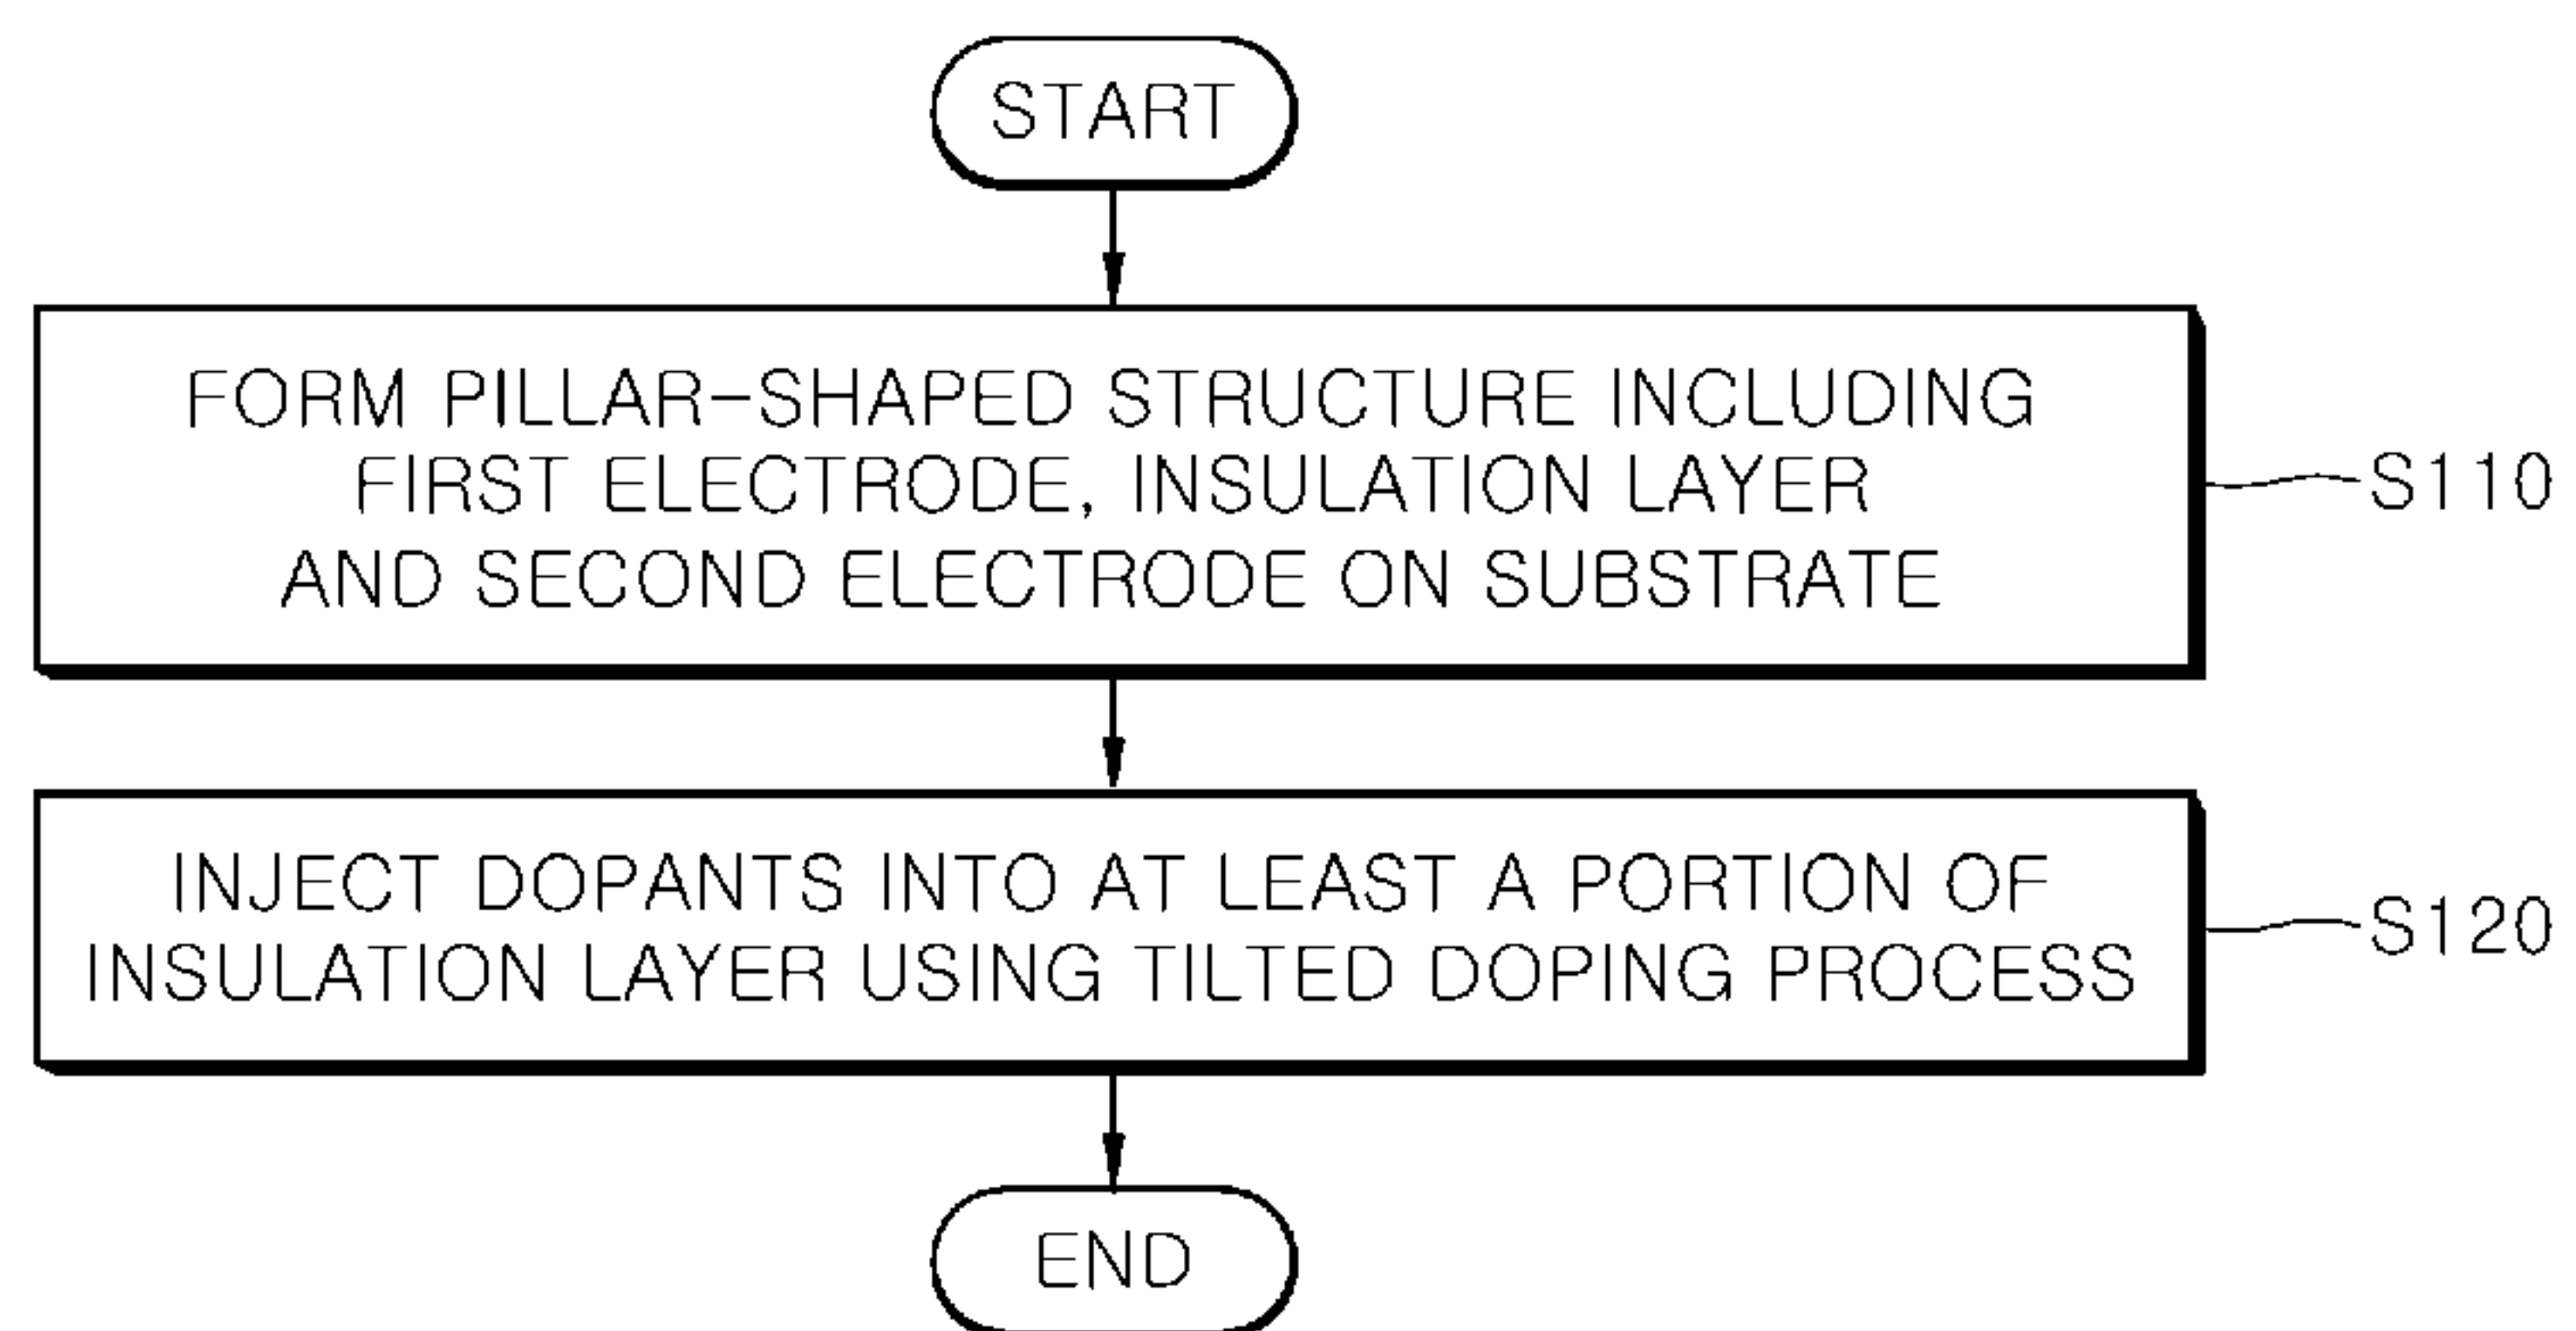 START
FORM PILLAR-SHAPED STRUCTURE INCLUDING
FIRST ELECTRODE, INSULATION LAYER
AND SECOND ELECTRODE ON SUBSTRATE
S110
INJECT DOPANTS INTO AT LEAST A PORTION OF
INSULATION LAYER USING TILTED DOPING PROCESS
S120
END